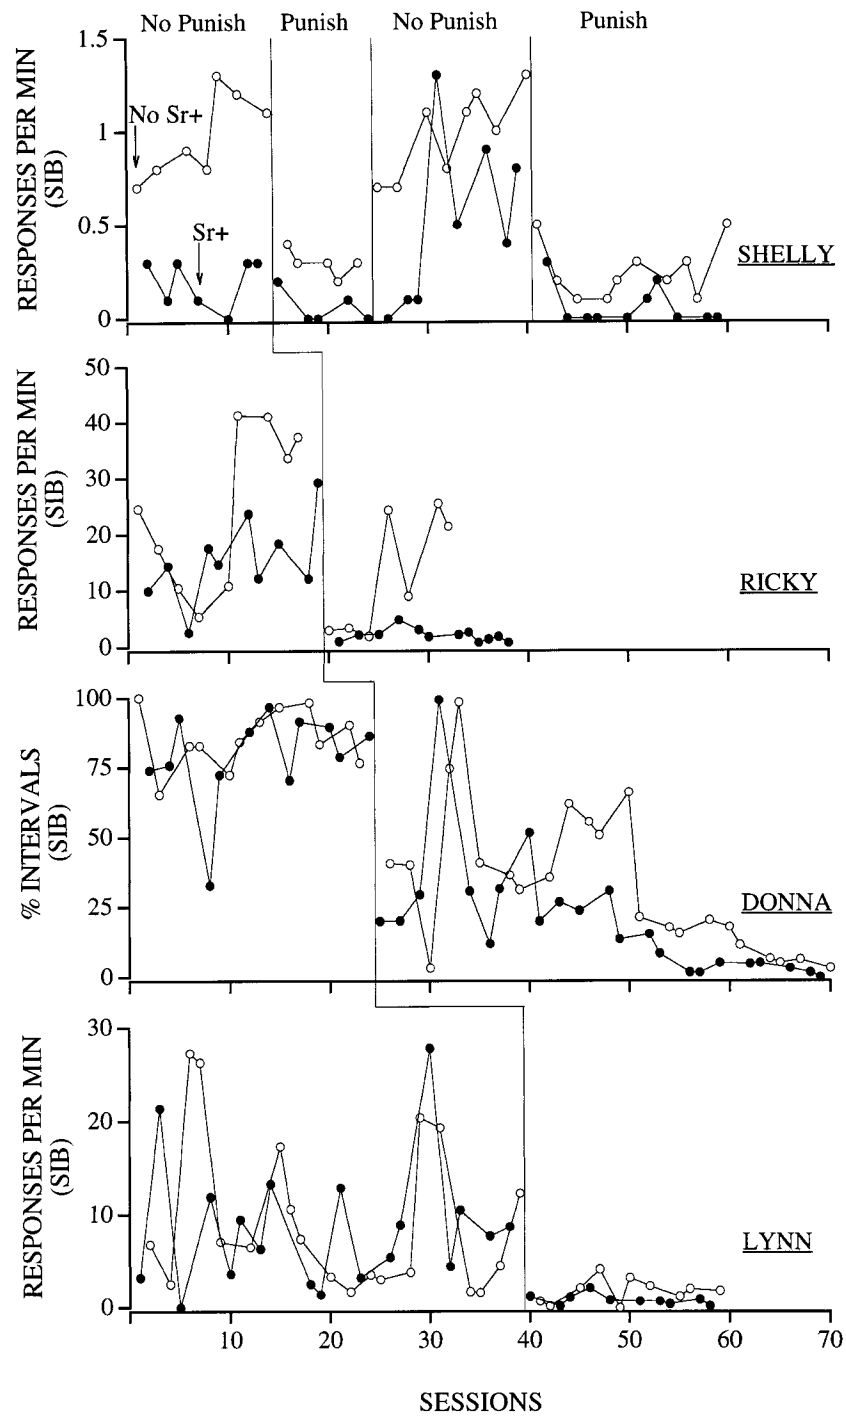 No Punish Punish No Punish Punish
RESPONSES PER MIN
(SIB)
1.5
1
0.5
0
No Sr+
Sr+
SHELLY
RESPONSES PER MIN
(SIB)
50
40
30
20
10
0
RICKY
% INTERVALS
(SIB)
100
75
50
25
0
DONNA
RESPONSES PER MIN
(SIB)
30
20
10
0
LYNN
10 20 30 40 50 60 70
SESSIONS